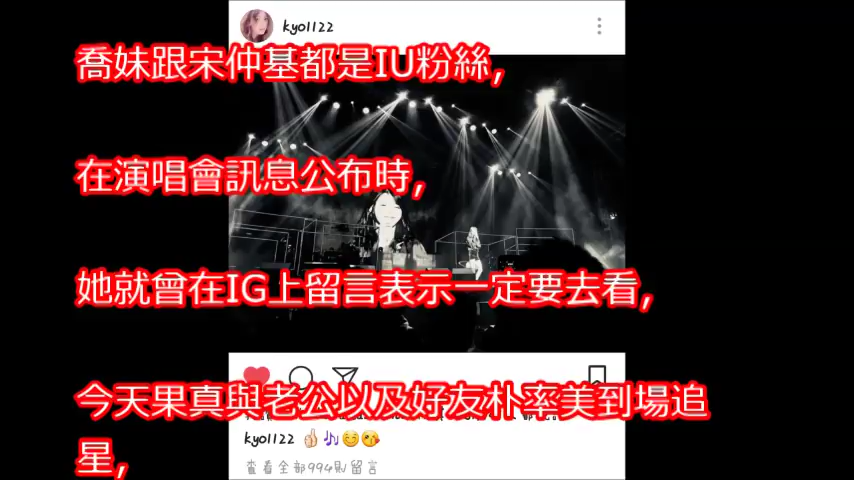 kyo1122
喬妹跟宋仲基都是IU粉絲，
在演唱會訊息公布時，
她就曾在IG上留言表示一定要去看，
今天果真與老公以及好友朴率美到場追
星，
kyo1122 👍🏻🎶😊😘
查看全部994則留言